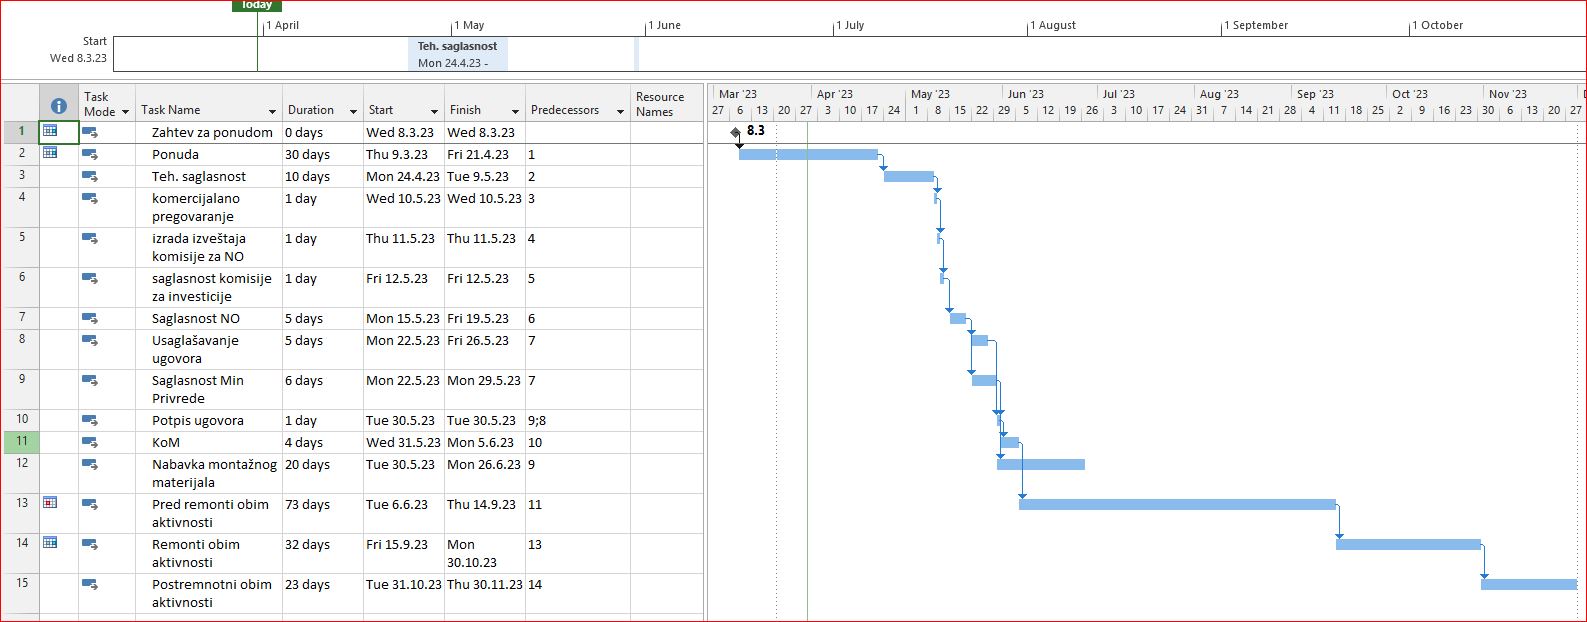 Today
1 April 1 May 1 June 1 July 1 August 1 September 1 October
Start
Wed 8.3.23
Teh. saglasnost
Mon 24.4.23 -
Task Mode Task Name Duration Start Finish Predecessors Resource Names
Mar '23 Apr '23 May '23 Jun '23 Jul '23 Aug '23 Sep '23 Oct '23 Nov '23
27 6 13 20 27 3 10 17 24 1 8 15 22 29 5 12 19 26 3 10 17 24 31 7 14 21 28 4 11 18 25 2 9 16 23 30 6 13 20 27
1 Zahtev za ponudom 0 days Wed 8.3.23 Wed 8.3.23
8.3
2 Ponuda 30 days Thu 9.3.23 Fri 21.4.23 1
3 Teh. saglasnost 10 days Mon 24.4.23 Tue 9.5.23 2
4 komercijalano 1 day Wed 10.5.23 Wed 10.5.23 3
pregovaranje
5 izrada izveštaja 1 day Thu 11.5.23 Thu 11.5.23 4
komisije za NO
6 saglasnost komisije 1 day Fri 12.5.23 Fri 12.5.23 5
za investicije
7 Saglasnost NO 5 days Mon 15.5.23 Fri 19.5.23 6
8 Usaglašavanje 5 days Mon 22.5.23 Fri 26.5.23 7
ugovora
9 Saglasnost Min 6 days Mon 22.5.23 Mon 29.5.23 7
Privrede
10 Potpis ugovora 1 day Tue 30.5.23 Tue 30.5.23 9;8
11 KoM 4 days Wed 31.5.23 Mon 5.6.23 10
12 Nabavka montažnog 20 days Tue 30.5.23 Mon 26.6.23 9
materijala
13 Pred remonti obim 73 days Tue 6.6.23 Thu 14.9.23 11
aktivnosti
14 Remonti obim 32 days Fri 15.9.23 Mon 13
aktivnosti 30.10.23
15 Postremnotni obim 23 days Tue 31.10.23 Thu 30.11.23 14
aktivnosti